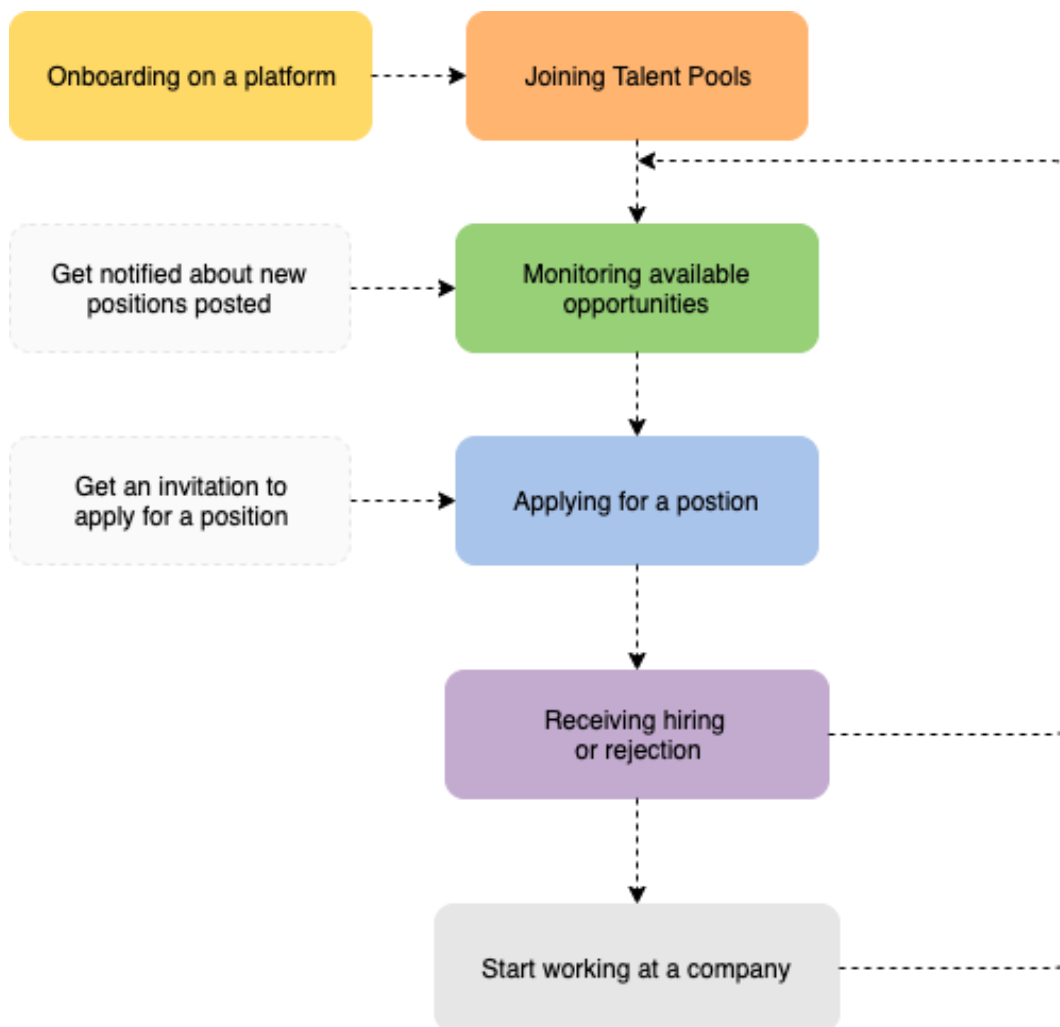 Onboarding on a platform
Joining Talent Pools
Get notified about new
positions posted
Monitoring available
opportunities
Get an invitation to
apply for a position
Applying for a postion
Receiving hiring
or rejection
Start working at a company